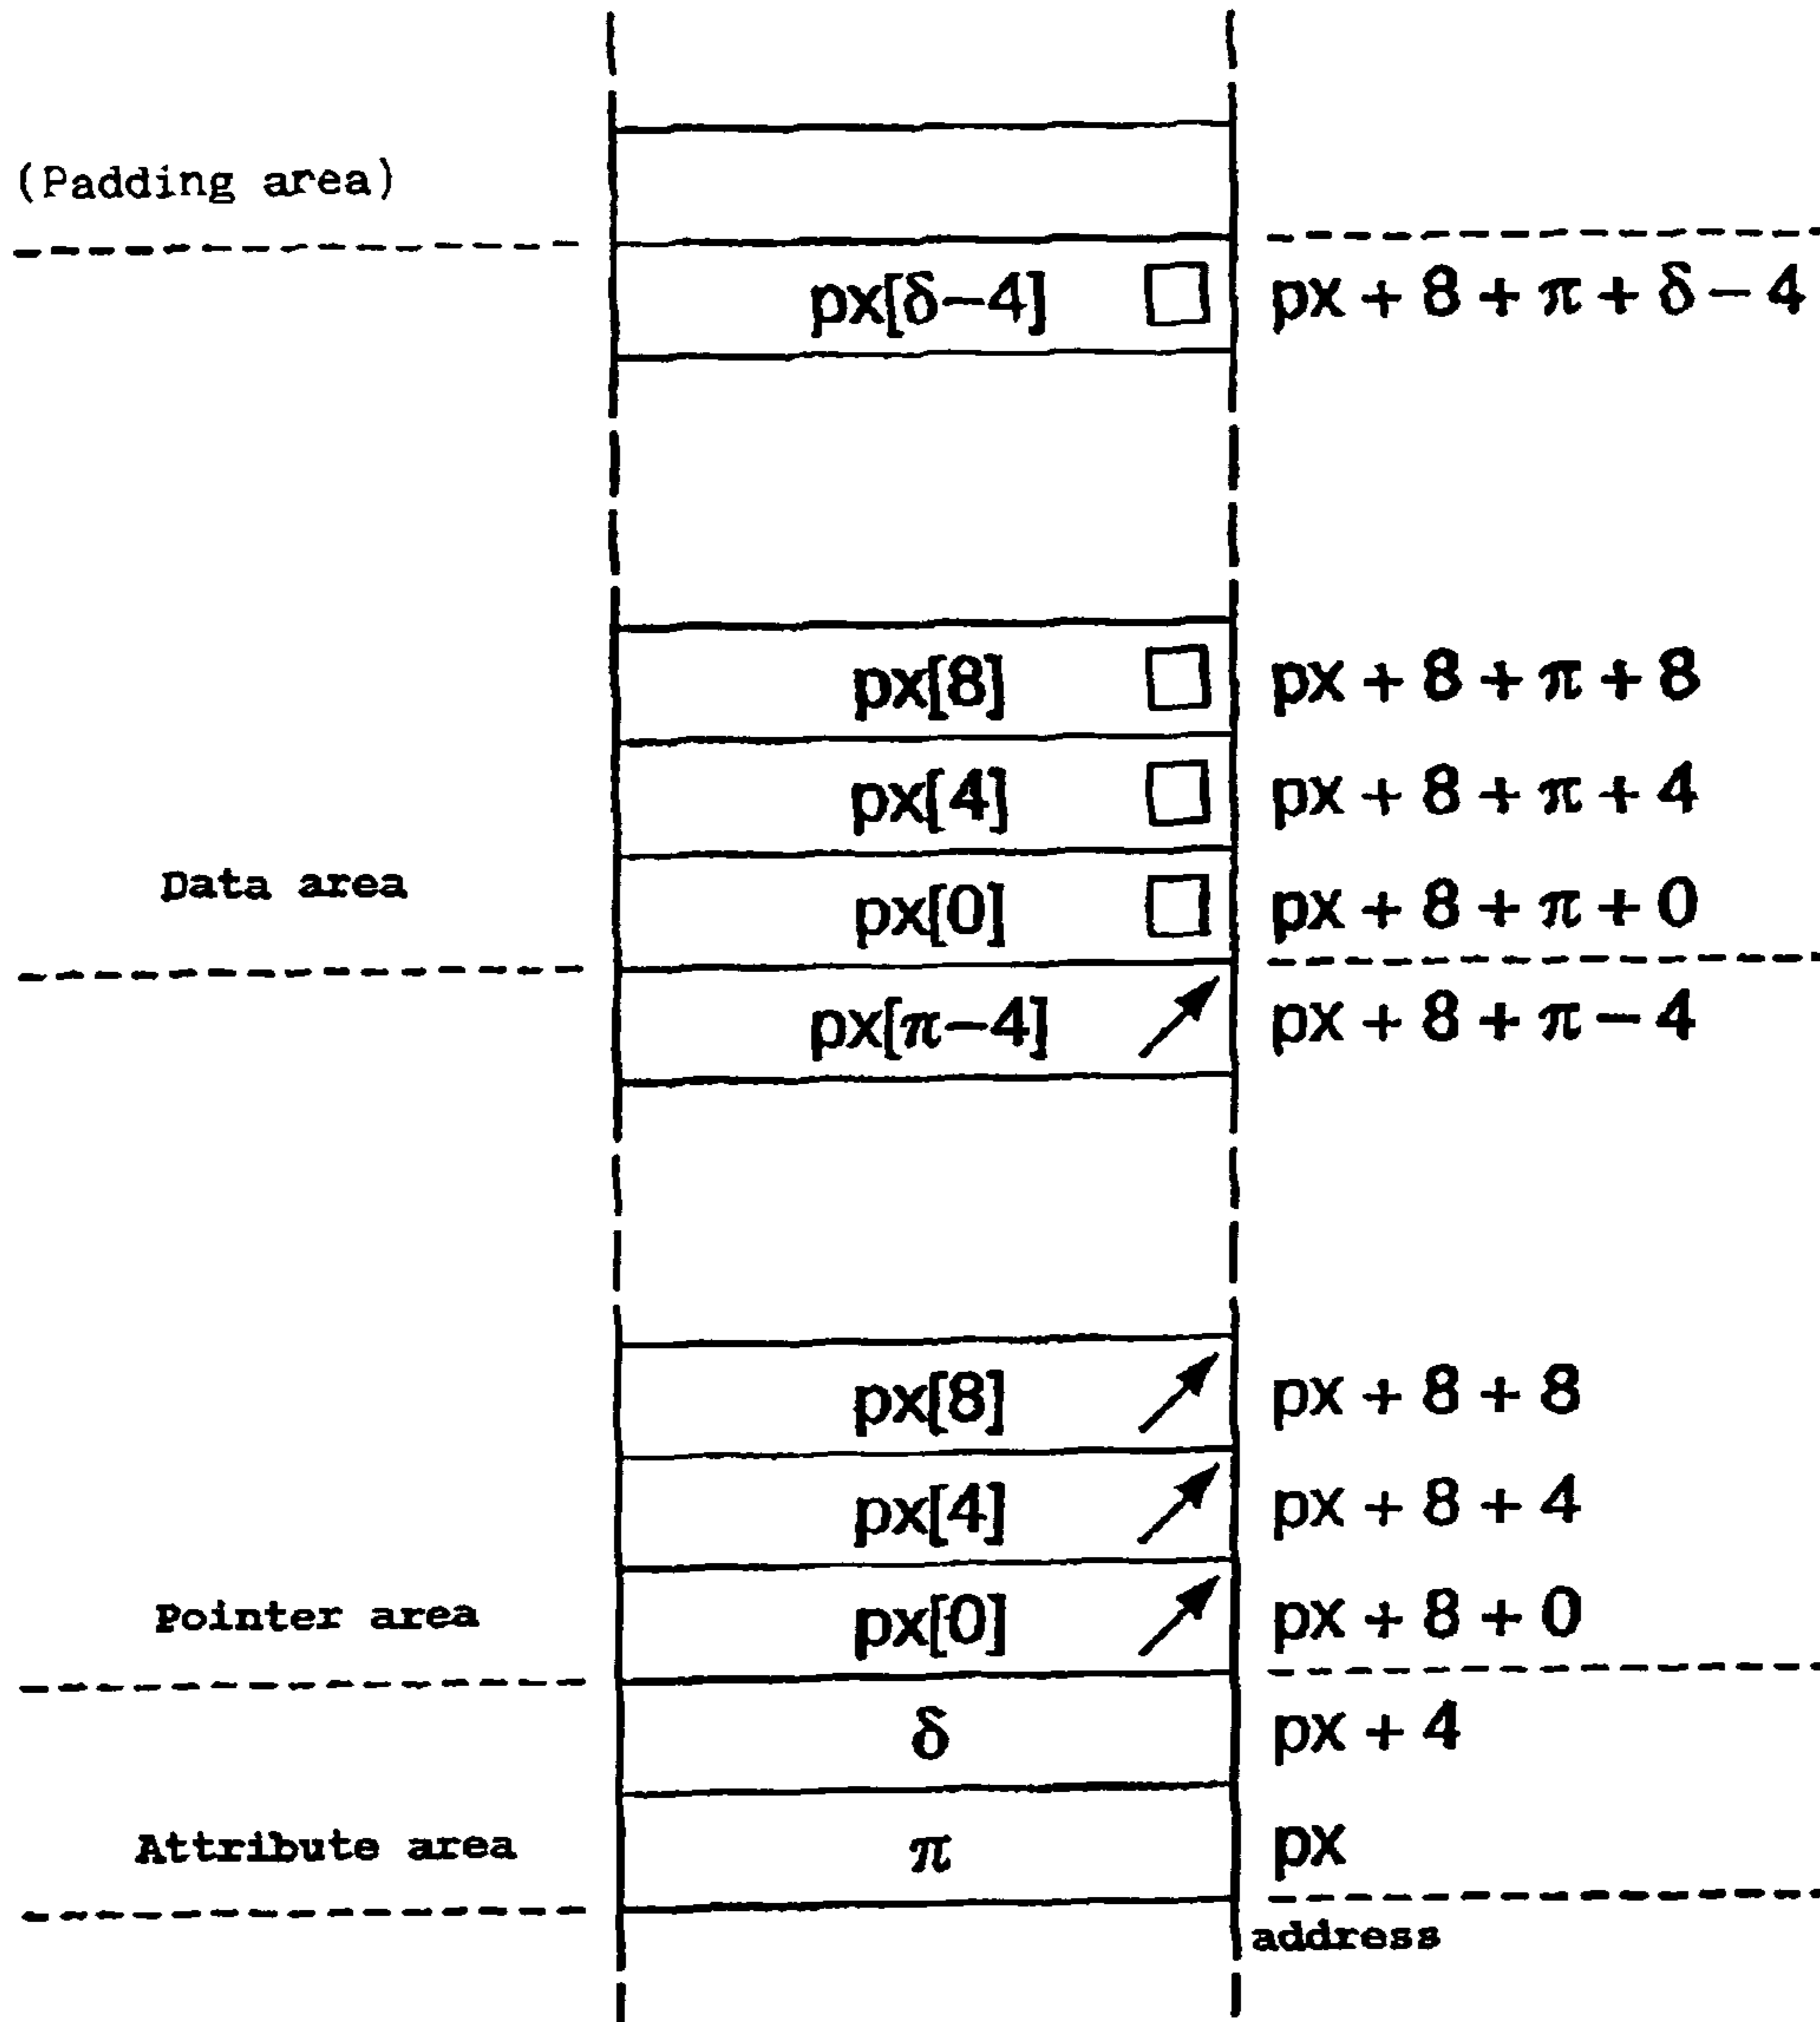 (Padding area)
px[δ−4] □ px + 8 + π + δ − 4
px[8] □ px + 8 + π + 8
px[4] □ px + 8 + π + 4
Data area
px[0] □ px + 8 + π + 0
px[π−4] ↗ px + 8 + π − 4
px[8] ↗ px + 8 + 8
px[4] ↗ px + 8 + 4
Pointer area
px[0] ↗ px + 8 + 0
δ px + 4
Attribute area
π px
address